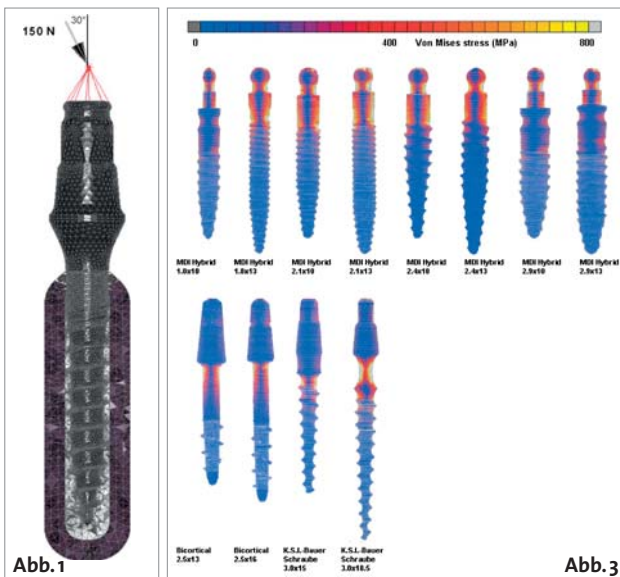 150 N
30°
Abb.1
0 400 Von Mises stress (MPa) 800
MDI Hybrid
1.8x10
MDI Hybrid
1.8x13
MDI Hybrid
2.1x10
MDI Hybrid
2.1x13
MDI Hybrid
2.4x10
MDI Hybrid
2.4x13
MDI Hybrid
2.9x10
MDI Hybrid
2.9x13
Bicortical
2.5x13
Bicortical
2.5x16
K.S.I.-Bauer
Schraube
3.0x15
K.S.I.-Bauer
Schraube
3.0x18.5
Abb.3